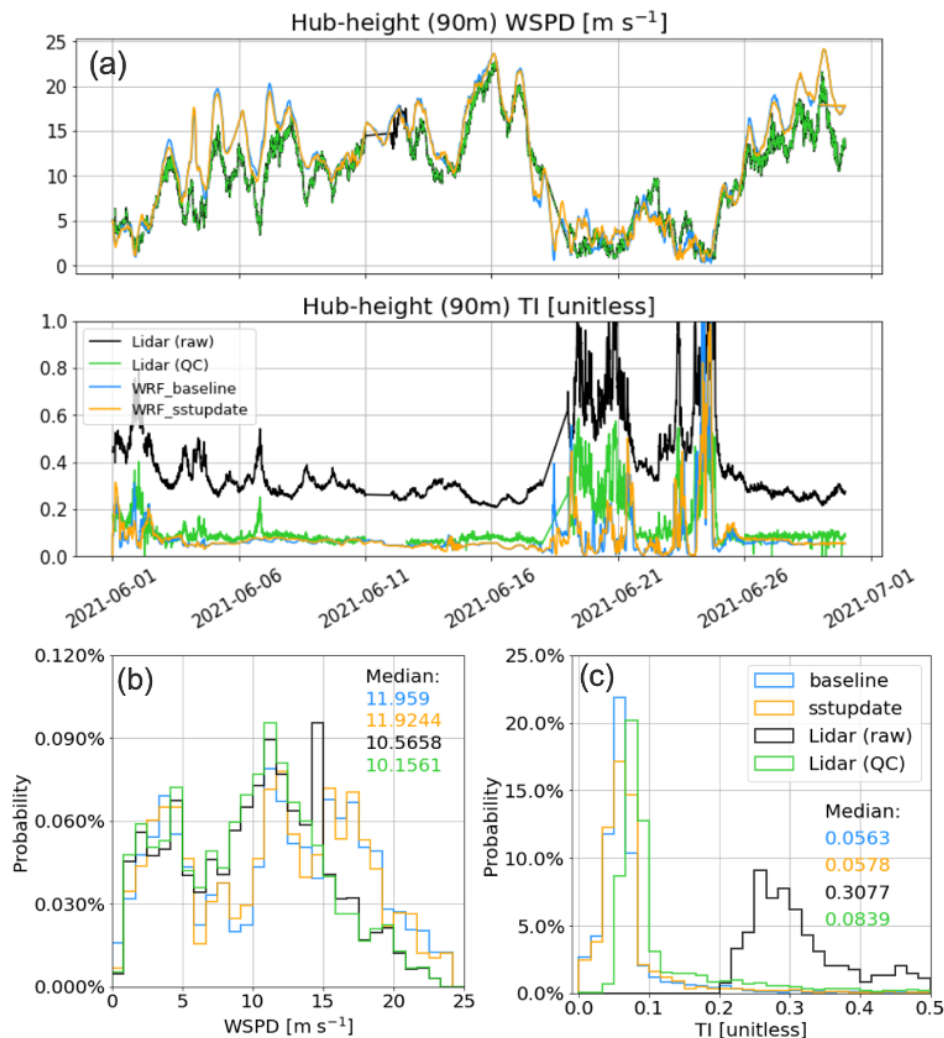 Hub-height (90m) WSPD [m s⁻¹]
(a)
25
20
15
10
5
0
Hub-height (90m) TI [unitless]
1.0
0.8
0.6
0.4
0.2
0.0
Lidar (raw)
Lidar (QC)
WRF_baseline
WRF_sstupdate
2021-06-01
2021-06-06
2021-06-11
2021-06-16
2021-06-21
2021-06-26
2021-07-01
(b)
Probability
0.120%
0.090%
0.060%
0.030%
0.000%
Median:
11.959
11.9244
10.5658
10.1561
0 5 10 15 20 25
WSPD [m s⁻¹]
(c)
Probability
25.0%
20.0%
15.0%
10.0%
5.0%
0.0%
baseline
sstupdate
Lidar (raw)
Lidar (QC)
Median:
0.0563
0.0578
0.3077
0.0839
0.0 0.1 0.2 0.3 0.4 0.5
TI [unitless]